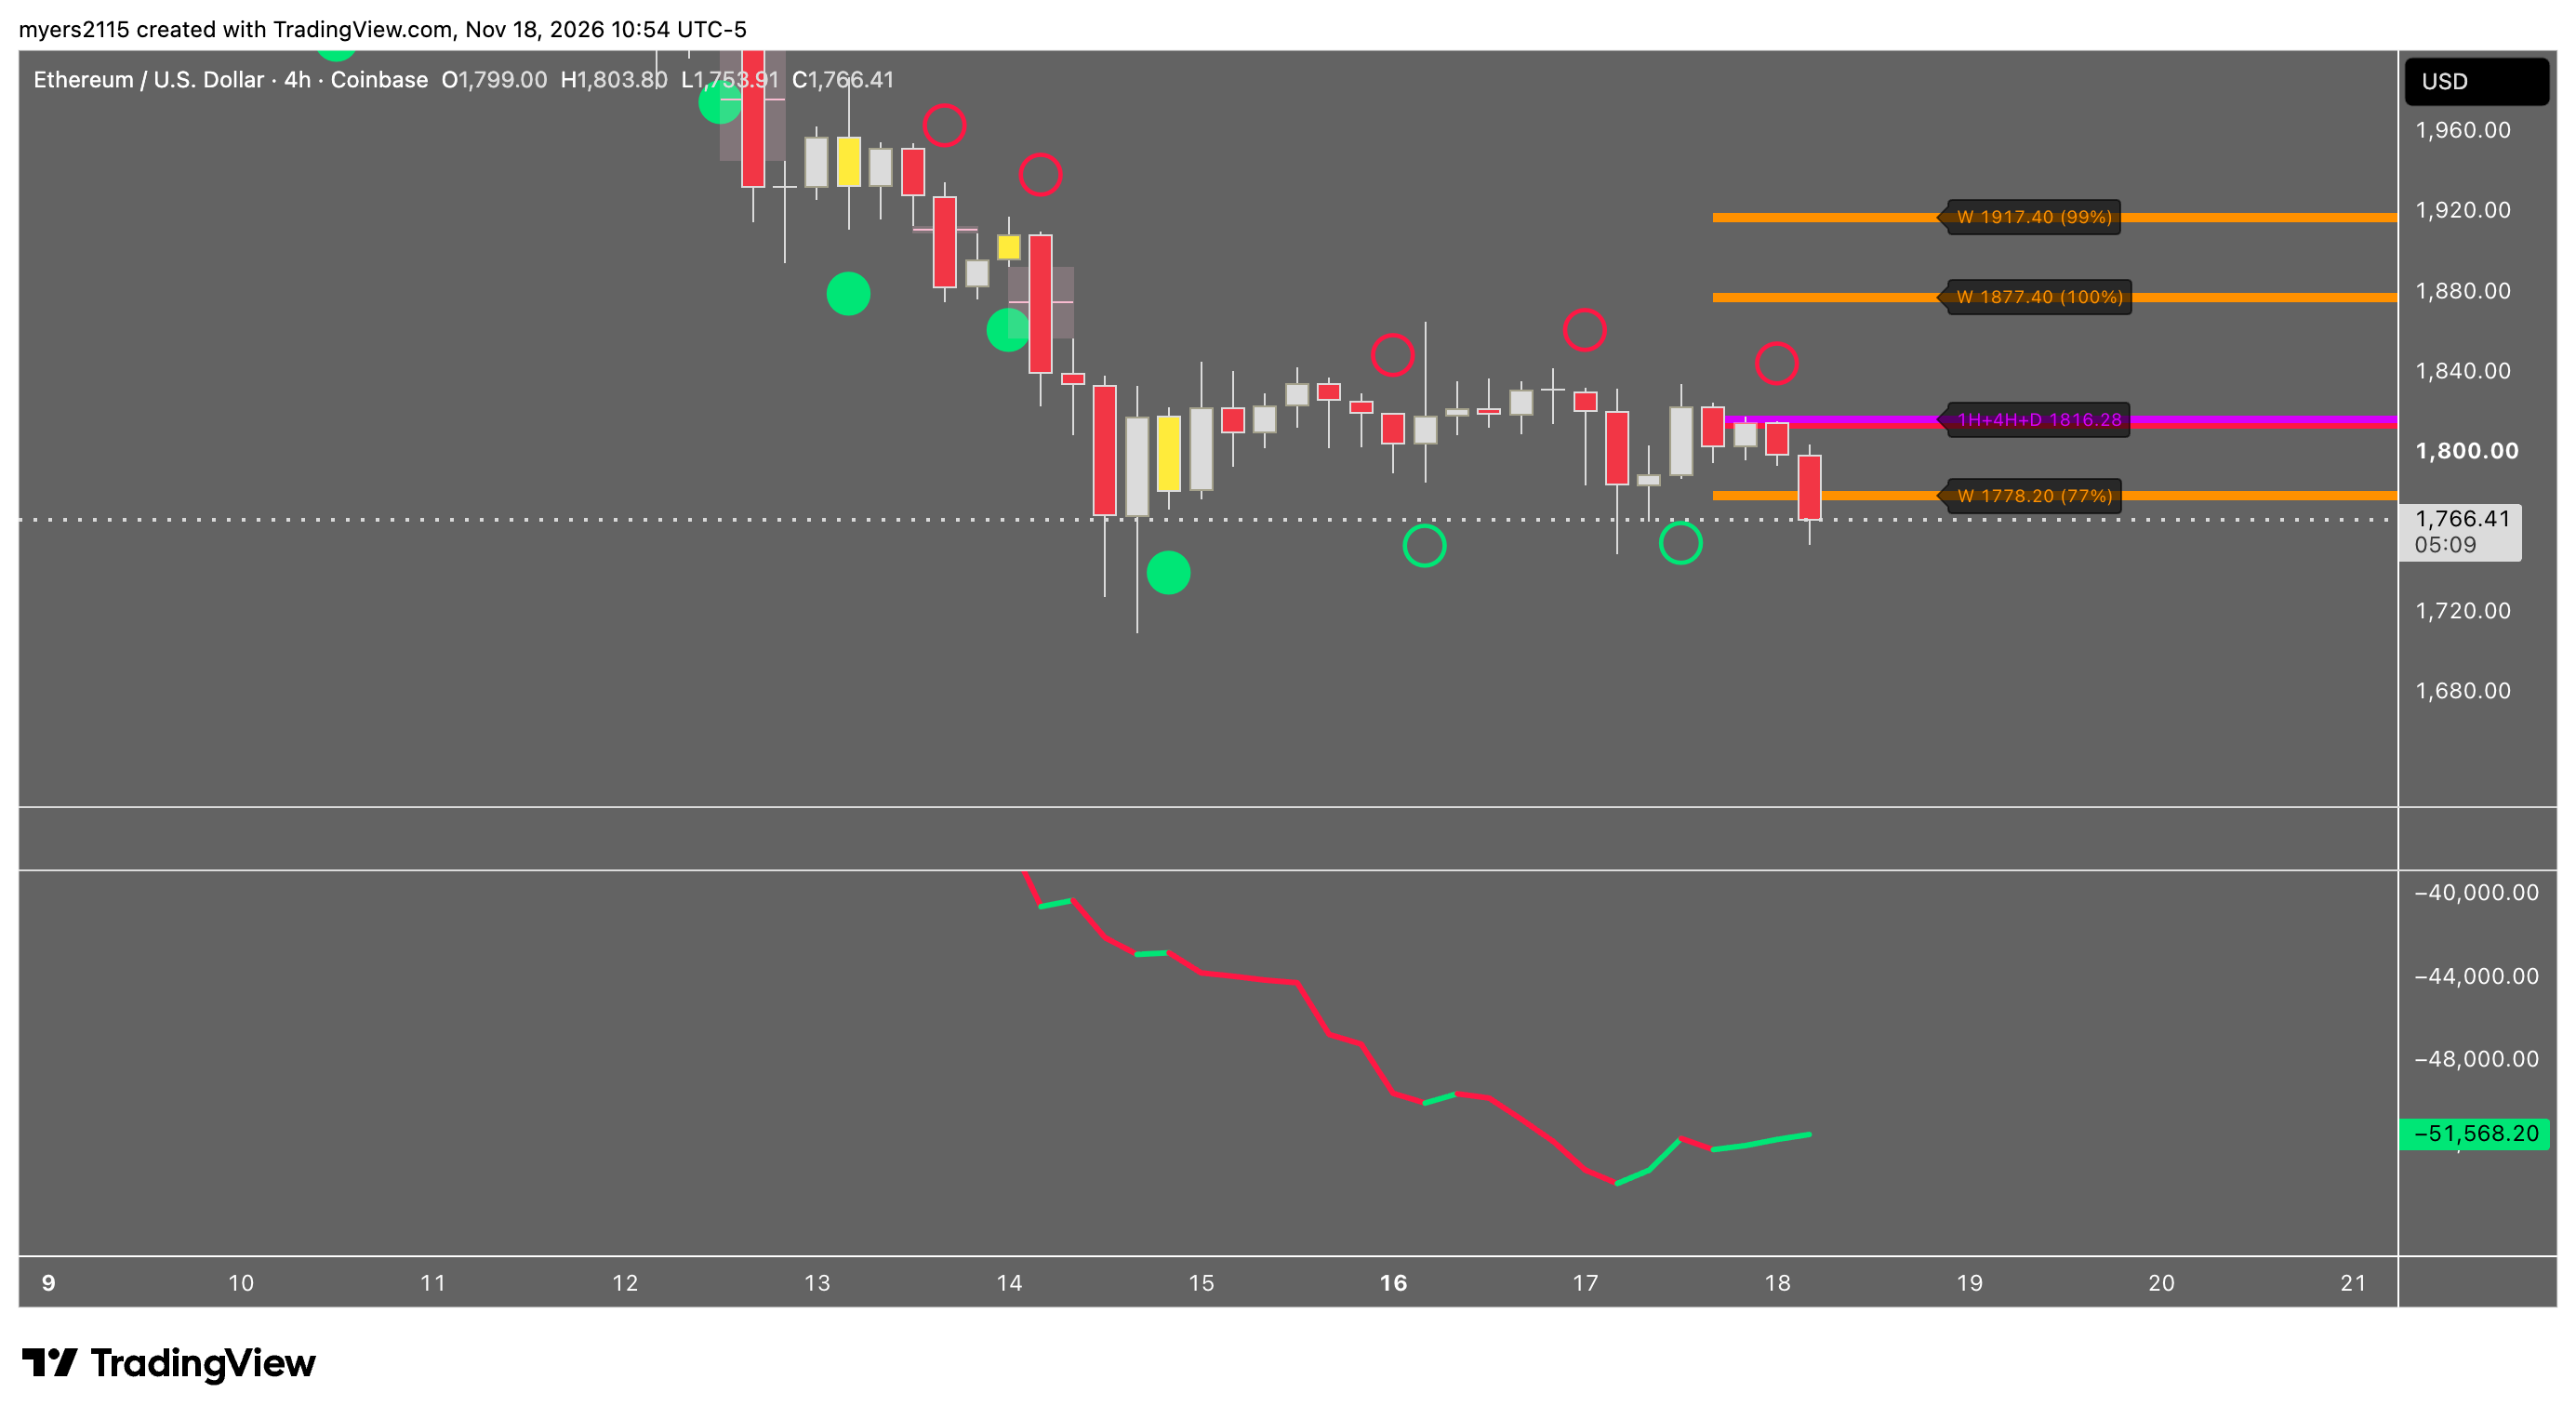 myers2115 created with TradingView.com, Nov 18, 2026 10:54 UTC-5
Ethereum / U.S. Dollar · 4h · Coinbase O1,799.00 H1,803.80 L1,753.91 C1,766.41
USD
1,960.00
W 1917.40 (99%)
1,920.00
W 1877.40 (100%)
1,880.00
1,840.00
1H+4H+D 1816.28
1,800.00
W 1778.20 (77%)
1,766.41
05:09
1,720.00
1,680.00
−40,000.00
−44,000.00
−48,000.00
−51,568.20
9 10 11 12 13 14 15 16 17 18 19 20 21
TradingView